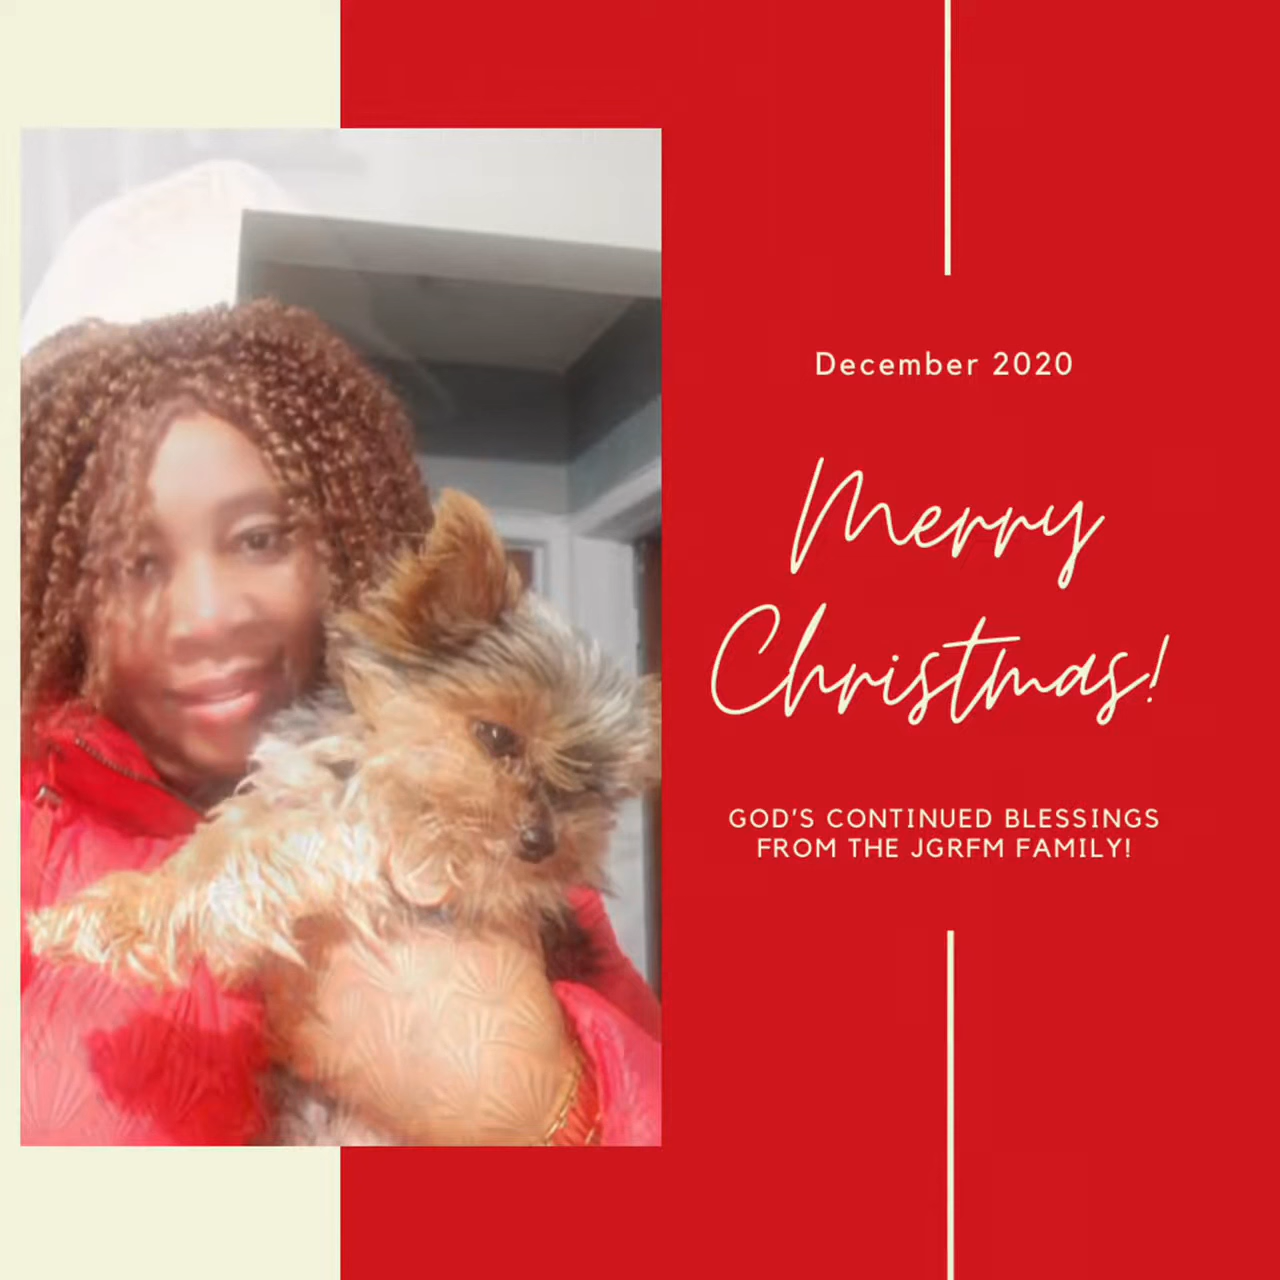 December 2020
Merry
Christmas!
GOD'S CONTINUED BLESSINGS
FROM THE JGRFM FAMILY!